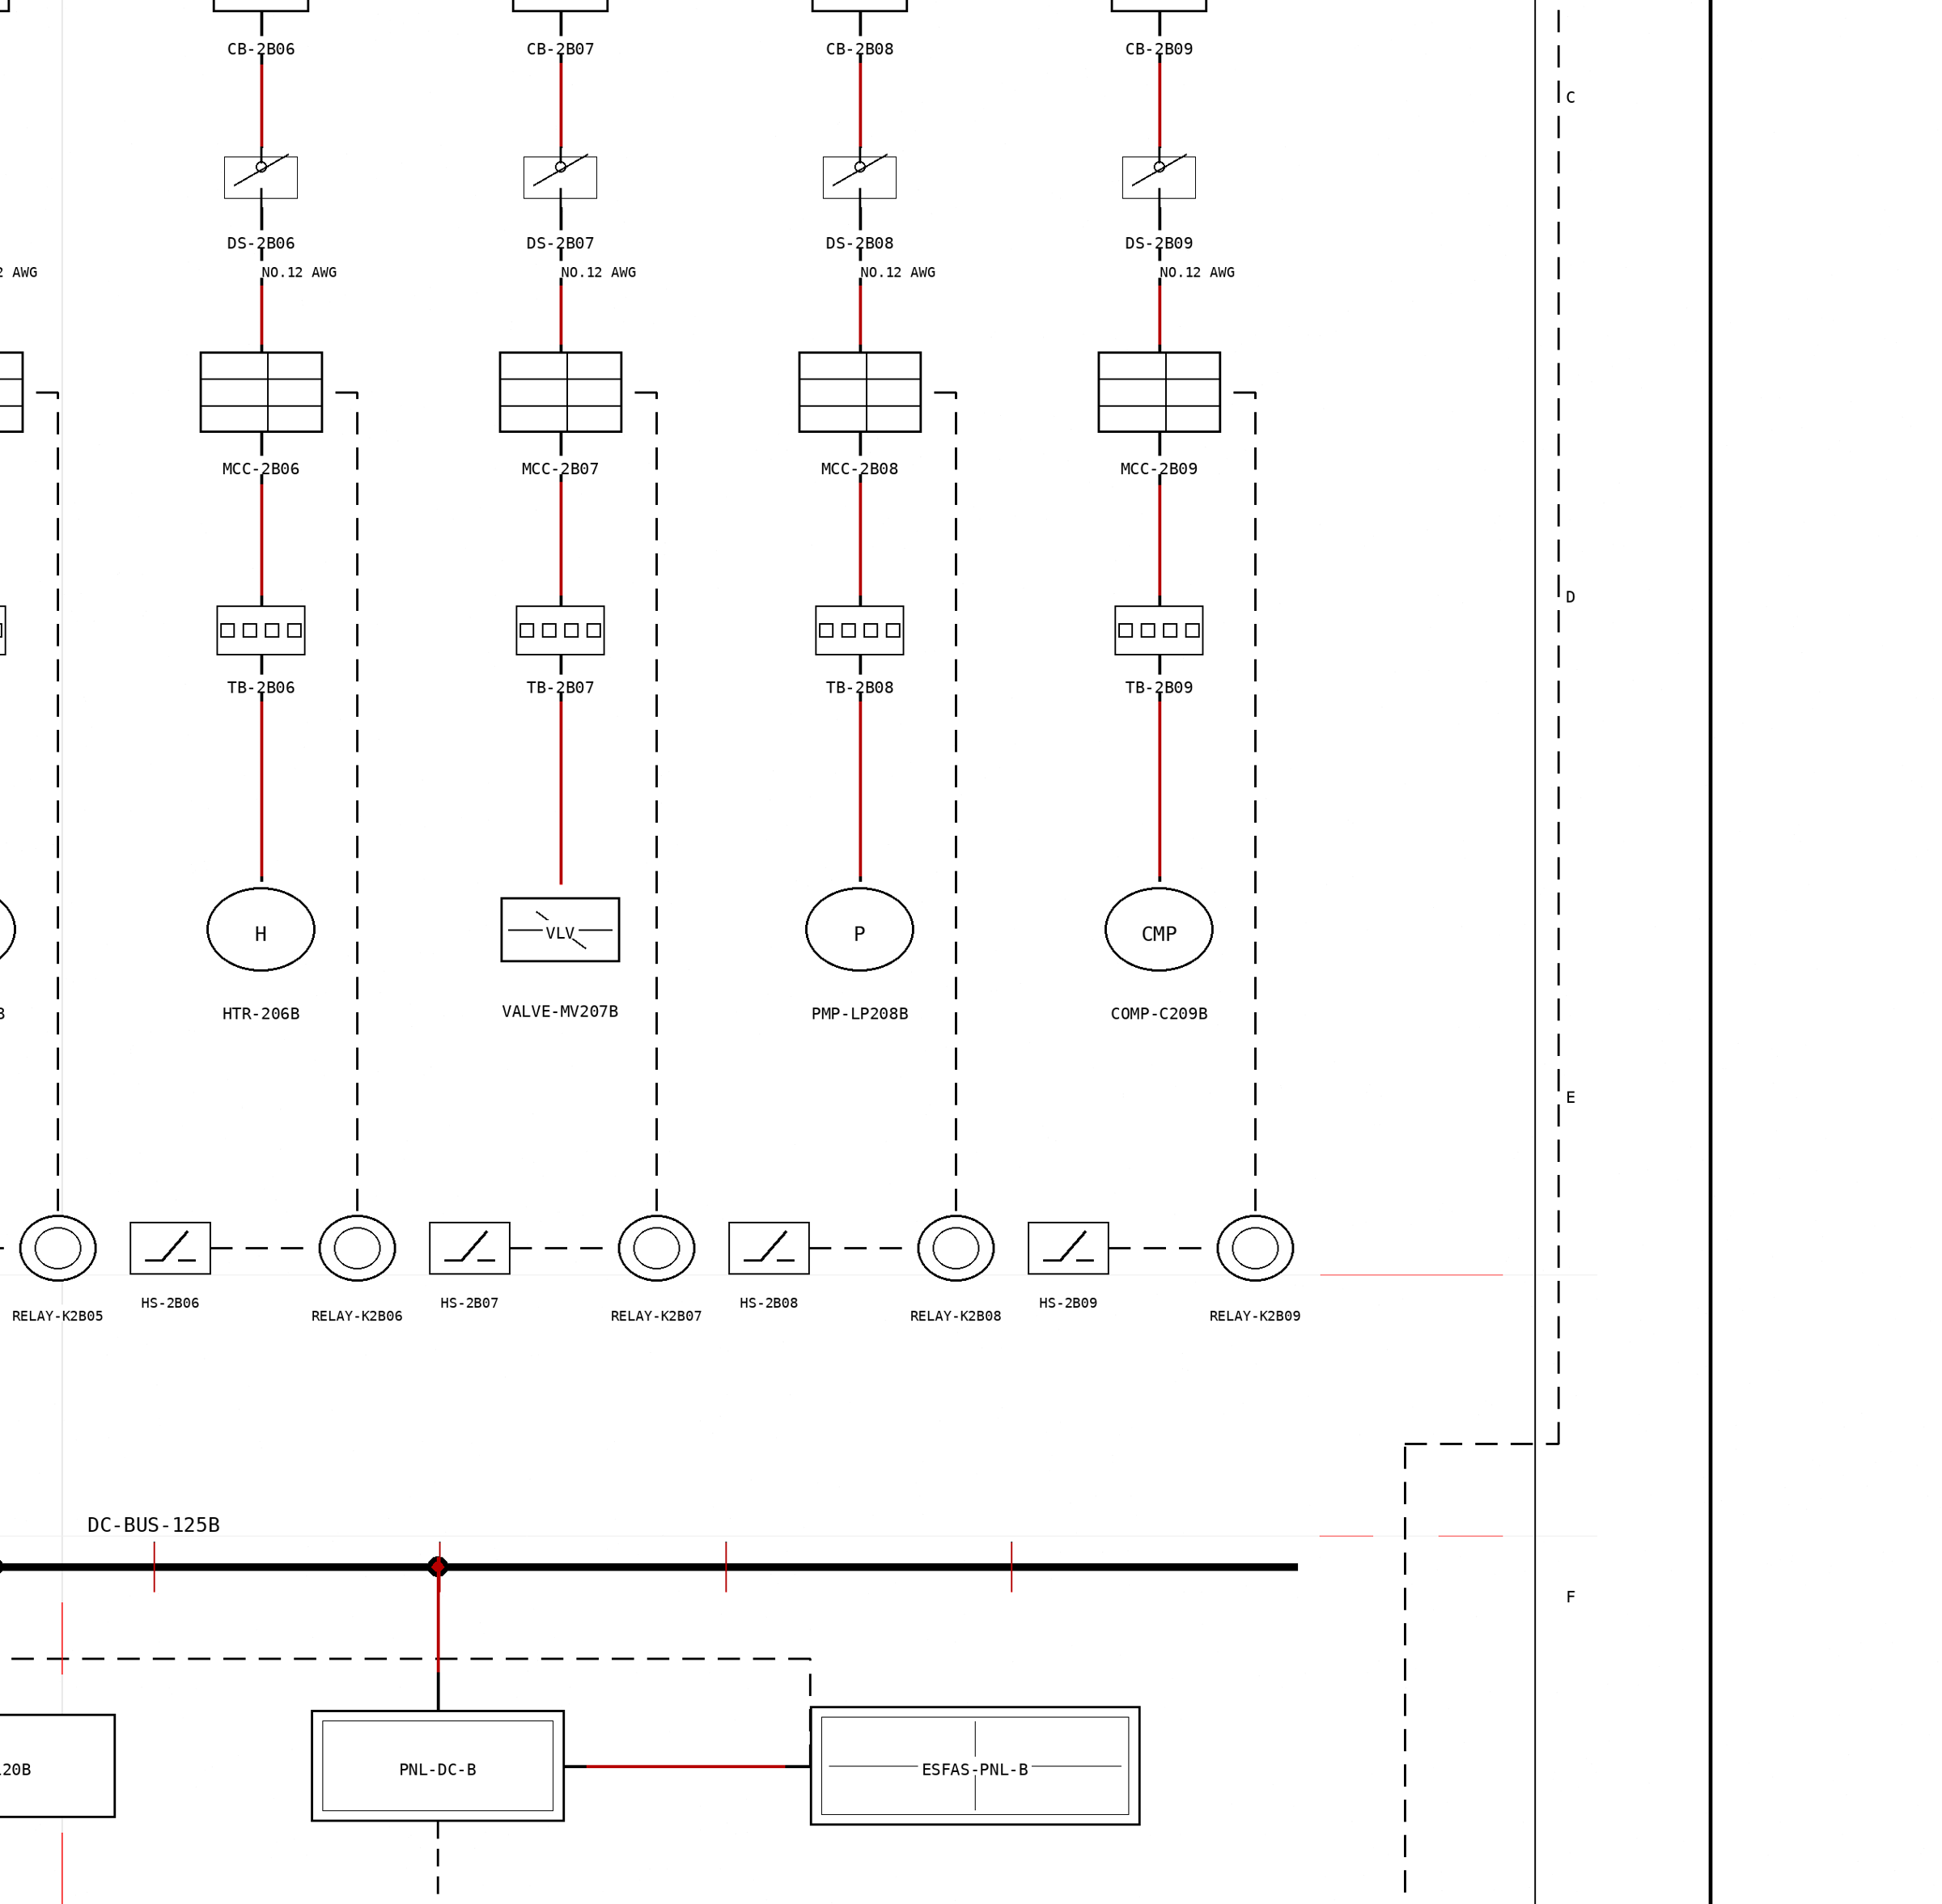 CB-2B06 CB-2B07 CB-2B08 CB-2B09
C
DS-2B06 DS-2B07 DS-2B08 DS-2B09
AWG NO.12 AWG NO.12 AWG NO.12 AWG NO.12 AWG
MCC-2B06 MCC-2B07 MCC-2B08 MCC-2B09
D
TB-2B06 TB-2B07 TB-2B08 TB-2B09
H VLV P CMP
HTR-206B VALVE-MV207B PMP-LP208B COMP-C209B
E
HS-2B06 HS-2B07 HS-2B08 HS-2B09
RELAY-K2B05 RELAY-K2B06 RELAY-K2B07 RELAY-K2B08 RELAY-K2B09
DC-BUS-125B
F
20B PNL-DC-B ESFAS-PNL-B